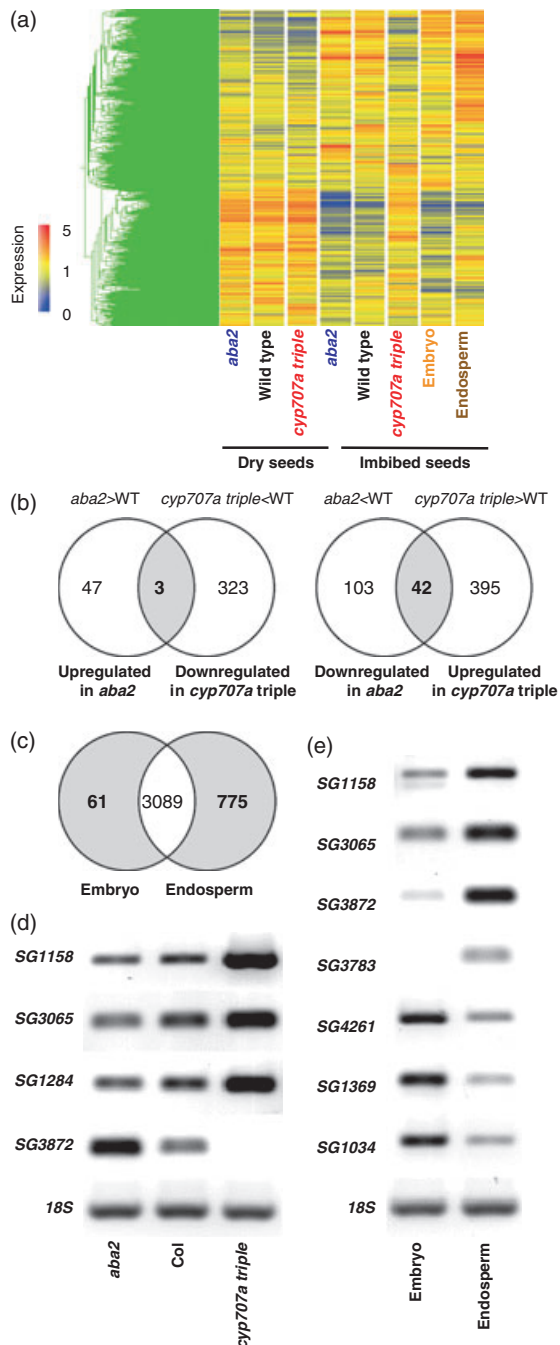 (a)
Expression
5
1
0
aba2
Wild type
cyp707a triple
aba2
Wild type
cyp707a triple
Embryo
Endosperm
Dry seeds
Imbibed seeds
(b)
aba2>WT
cyp707a triple<WT
aba2<WT
cyp707a triple>WT
47
3
323
103
42
395
Upregulated
in aba2
Downregulated
in cyp707a triple
Downregulated
in aba2
Upregulated
in cyp707a triple
(c)
61
3089
775
Embryo
Endosperm
(d)
SG1158
SG3065
SG1284
SG3872
18S
aba2
Col
cyp707a triple
(e)
SG1158
SG3065
SG3872
SG3783
SG4261
SG1369
SG1034
18S
Embryo
Endosperm